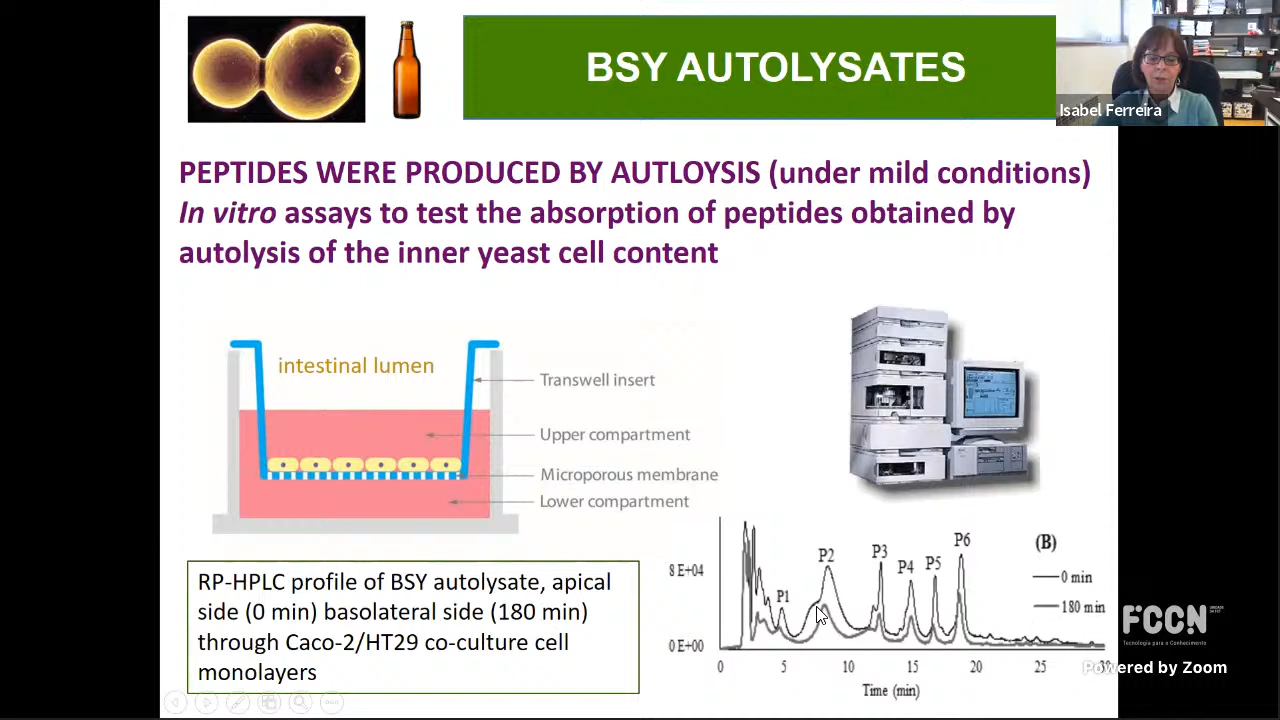 BSY AUTOLYSATES
Isabel Ferreira
PEPTIDES WERE PRODUCED BY AUTLOYSIS (under mild conditions)
In vitro assays to test the absorption of peptides obtained by
autolysis of the inner yeast cell content
intestinal lumen
Transwell insert
Upper compartment
Microporous membrane
Lower compartment
RP-HPLC profile of BSY autolysate, apical
side (0 min) basolateral side (180 min)
through Caco-2/HT29 co-culture cell
monolayers
8 E+04
0 E+00
P1
P2
P3
P4
P5
P6
(B)
0 min
180 min
0 5 10 15 20 25 30
Time (min)
FCCN
Tecnologia para o Conhecimento
Powered by Zoom